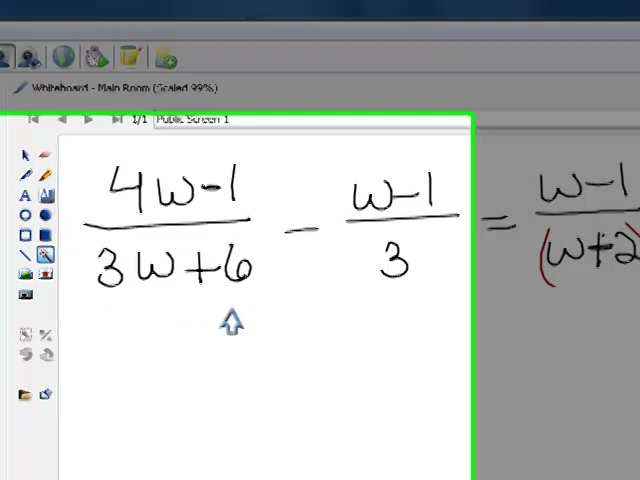 Whiteboard - Main Room (Scaled 99%)
1/1 Public Screen 1
4w-1 / 3w+6 - w-1 / 3 = w-1 / (w+2)